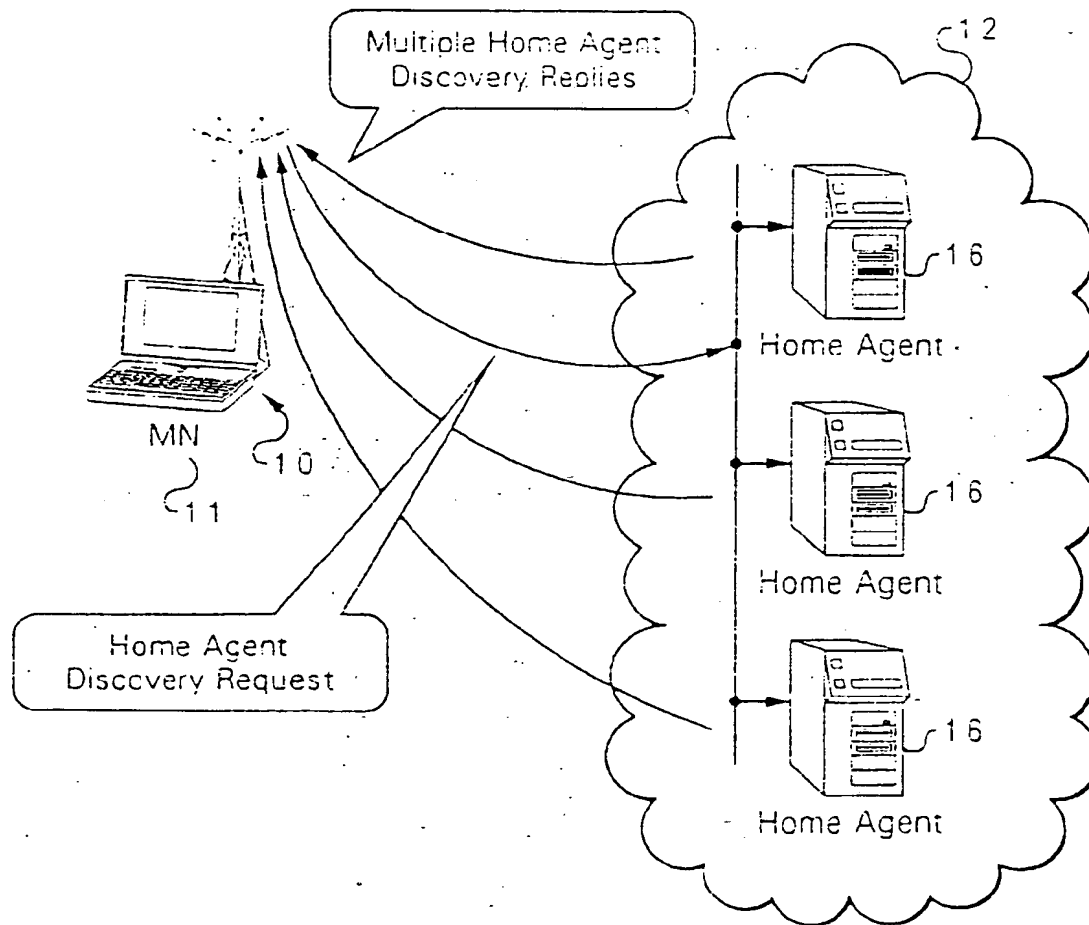 Multiple Home Agent
Discovery Replies
12
16
Home Agent
MN
10
11
16
Home Agent
Home Agent
Discovery Request
16
Home Agent